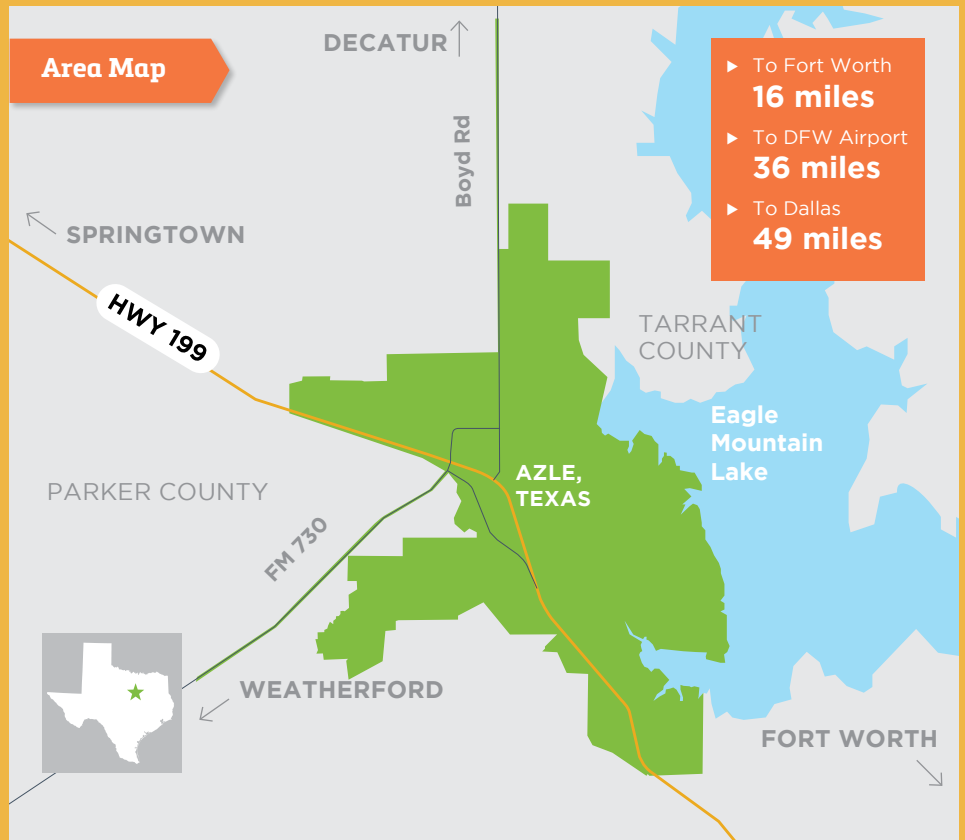 Area Map
DECATUR
Boyd Rd
▶ To Fort Worth
16 miles
▶ To DFW Airport
36 miles
▶ To Dallas
49 miles
SPRINGTOWN
HWY 199
TARRANT
COUNTY
Eagle
Mountain
Lake
AZLE,
TEXAS
PARKER COUNTY
FM 730
WEATHERFORD
FORT WORTH